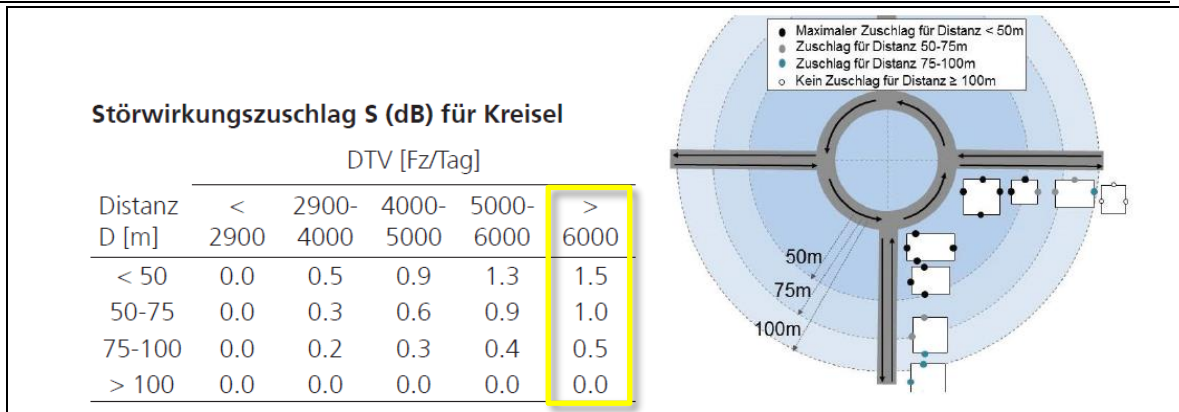 Störwirkungszuschlag S (dB) für Kreisel
DTV [Fz/Tag]
Distanz < 2900- 4000- 5000- >
D [m] 2900 4000 5000 6000 6000
< 50 0.0 0.5 0.9 1.3 1.5
50-75 0.0 0.3 0.6 0.9 1.0
75-100 0.0 0.2 0.3 0.4 0.5
> 100 0.0 0.0 0.0 0.0 0.0
Maximaler Zuschlag für Distanz < 50m
Zuschlag für Distanz 50-75m
Zuschlag für Distanz 75-100m
Kein Zuschlag für Distanz ≥ 100m
50m
75m
100m